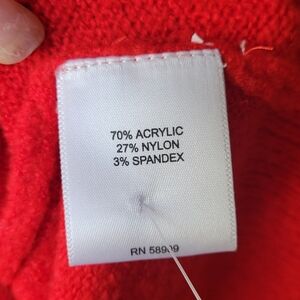 70% ACRYLIC
27% NYLON
3% SPANDEX
RN